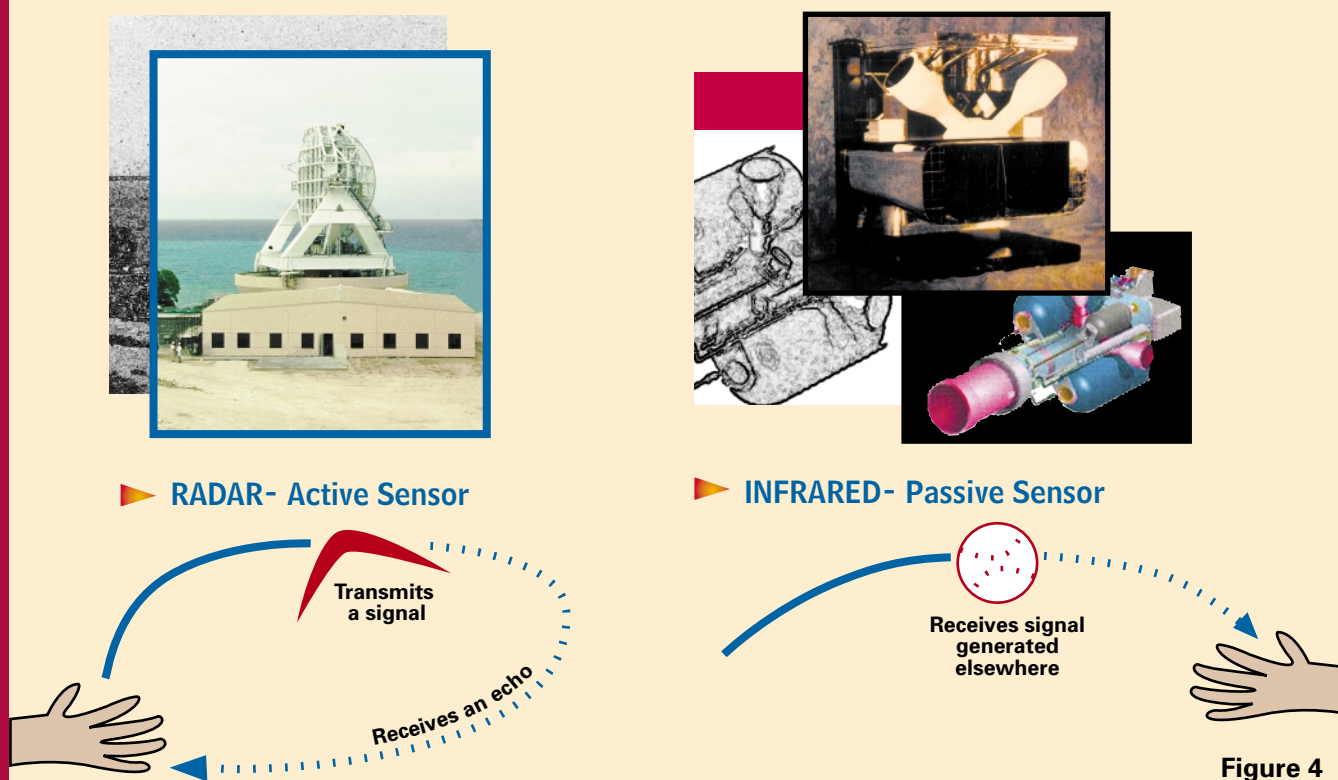 RADAR- Active Sensor
Transmits
a signal
Receives an echo
INFRARED- Passive Sensor
Receives signal
generated
elsewhere
Figure 4